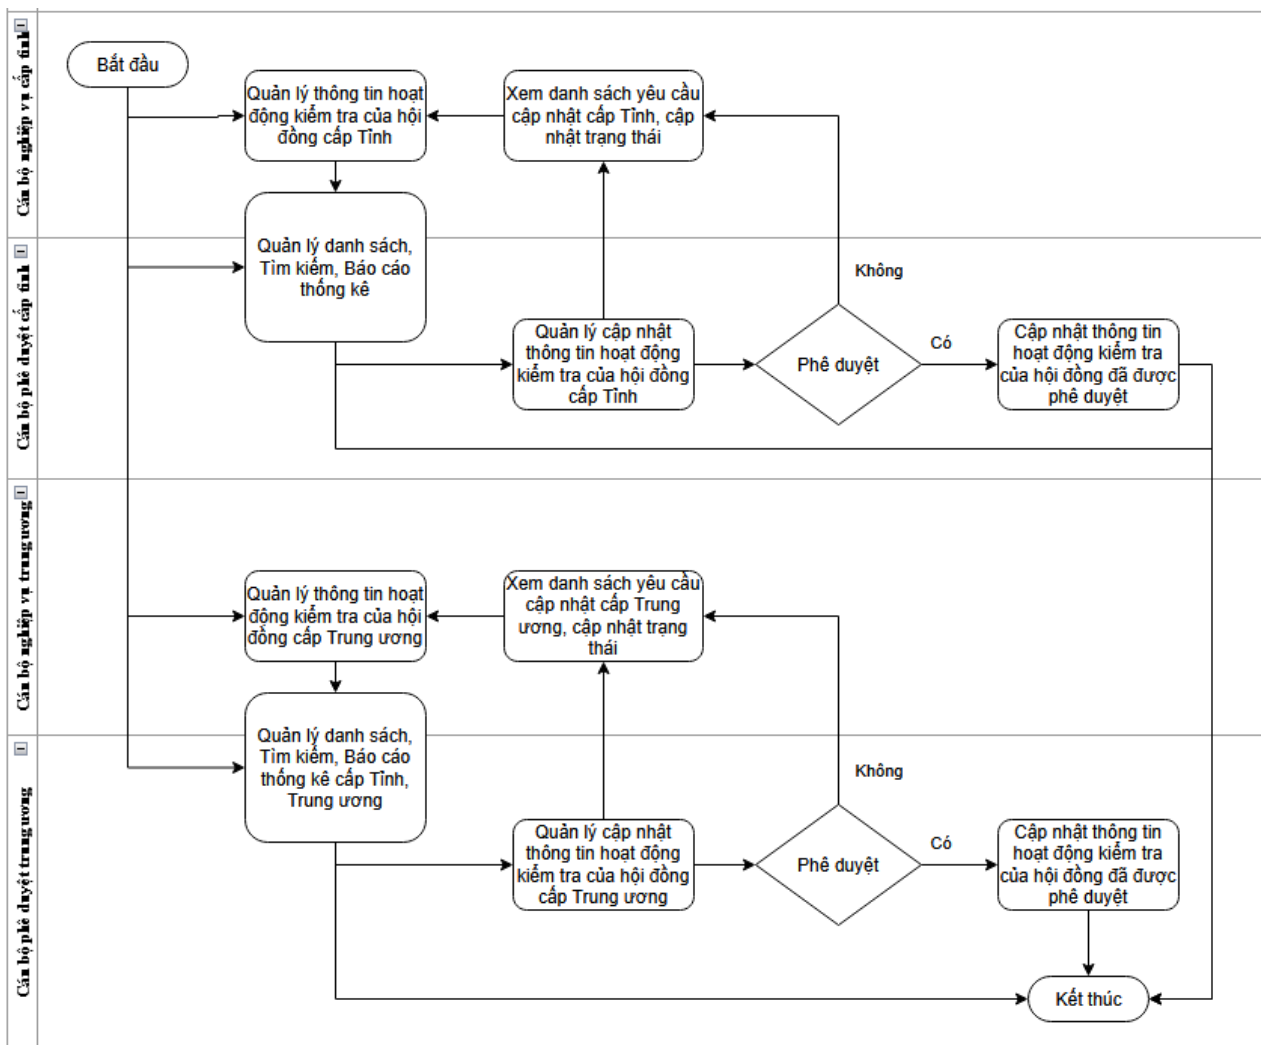 Cán bộ nghiệp vụ cấp tỉnh
Bắt đầu
Quản lý thông tin hoạt
động kiểm tra của hội
đồng cấp Tỉnh
Xem danh sách yêu cầu
cập nhật cấp Tỉnh, cập
nhật trạng thái
Quản lý danh sách,
Tìm kiếm, Báo cáo
thống kê
Cán bộ phê duyệt cấp tỉnh
Không
Quản lý cập nhật
thông tin hoạt động
kiểm tra của hội đồng
cấp Tỉnh
Phê duyệt
Có
Cập nhật thông tin
hoạt động kiểm tra
của hội đồng đã được
phê duyệt
Cán bộ nghiệp vụ trung ương
Quản lý thông tin hoạt
động kiểm tra của hội
đồng cấp Trung ương
Xem danh sách yêu cầu
cập nhật cấp Trung
ương, cập nhật trạng
thái
Quản lý danh sách,
Tìm kiếm, Báo cáo
thống kê cấp Tỉnh,
Trung ương
Cán bộ phê duyệt trung ương
Không
Quản lý cập nhật
thông tin hoạt động
kiểm tra của hội đồng
cấp Trung ương
Phê duyệt
Có
Cập nhật thông tin
hoạt động kiểm tra
của hội đồng đã được
phê duyệt
Kết thúc